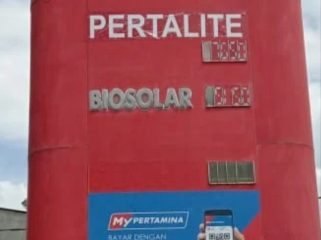 PERTALITE
BIOSOLAR
MyPERTAMINA
BAYAR DENGAN